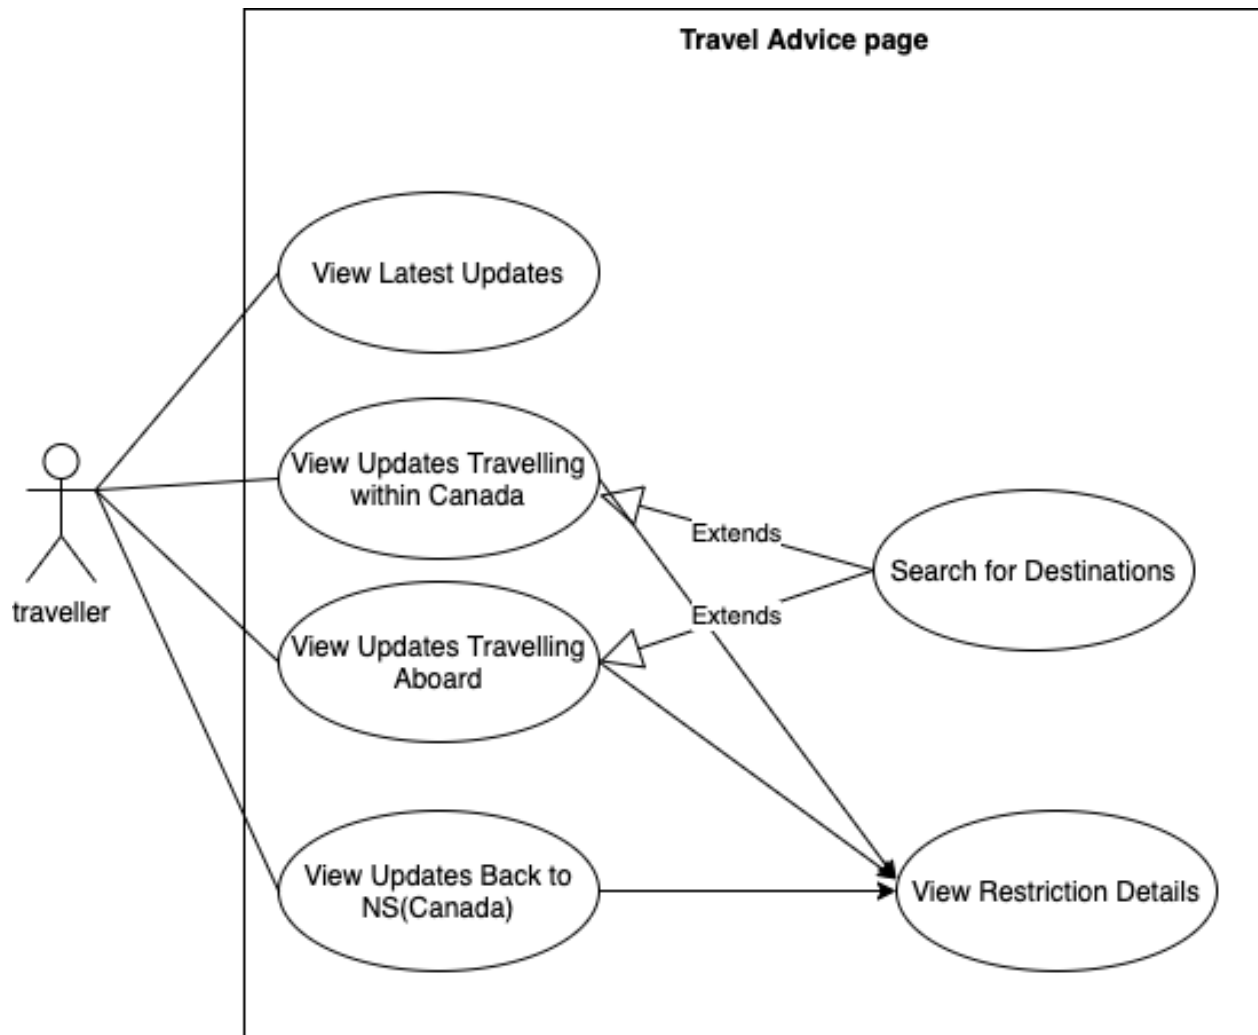 Travel Advice page
View Latest Updates
View Updates Travelling
within Canada
Extends
Search for Destinations
traveller
Extends
View Updates Travelling
Aboard
View Updates Back to
NS(Canada)
View Restriction Details